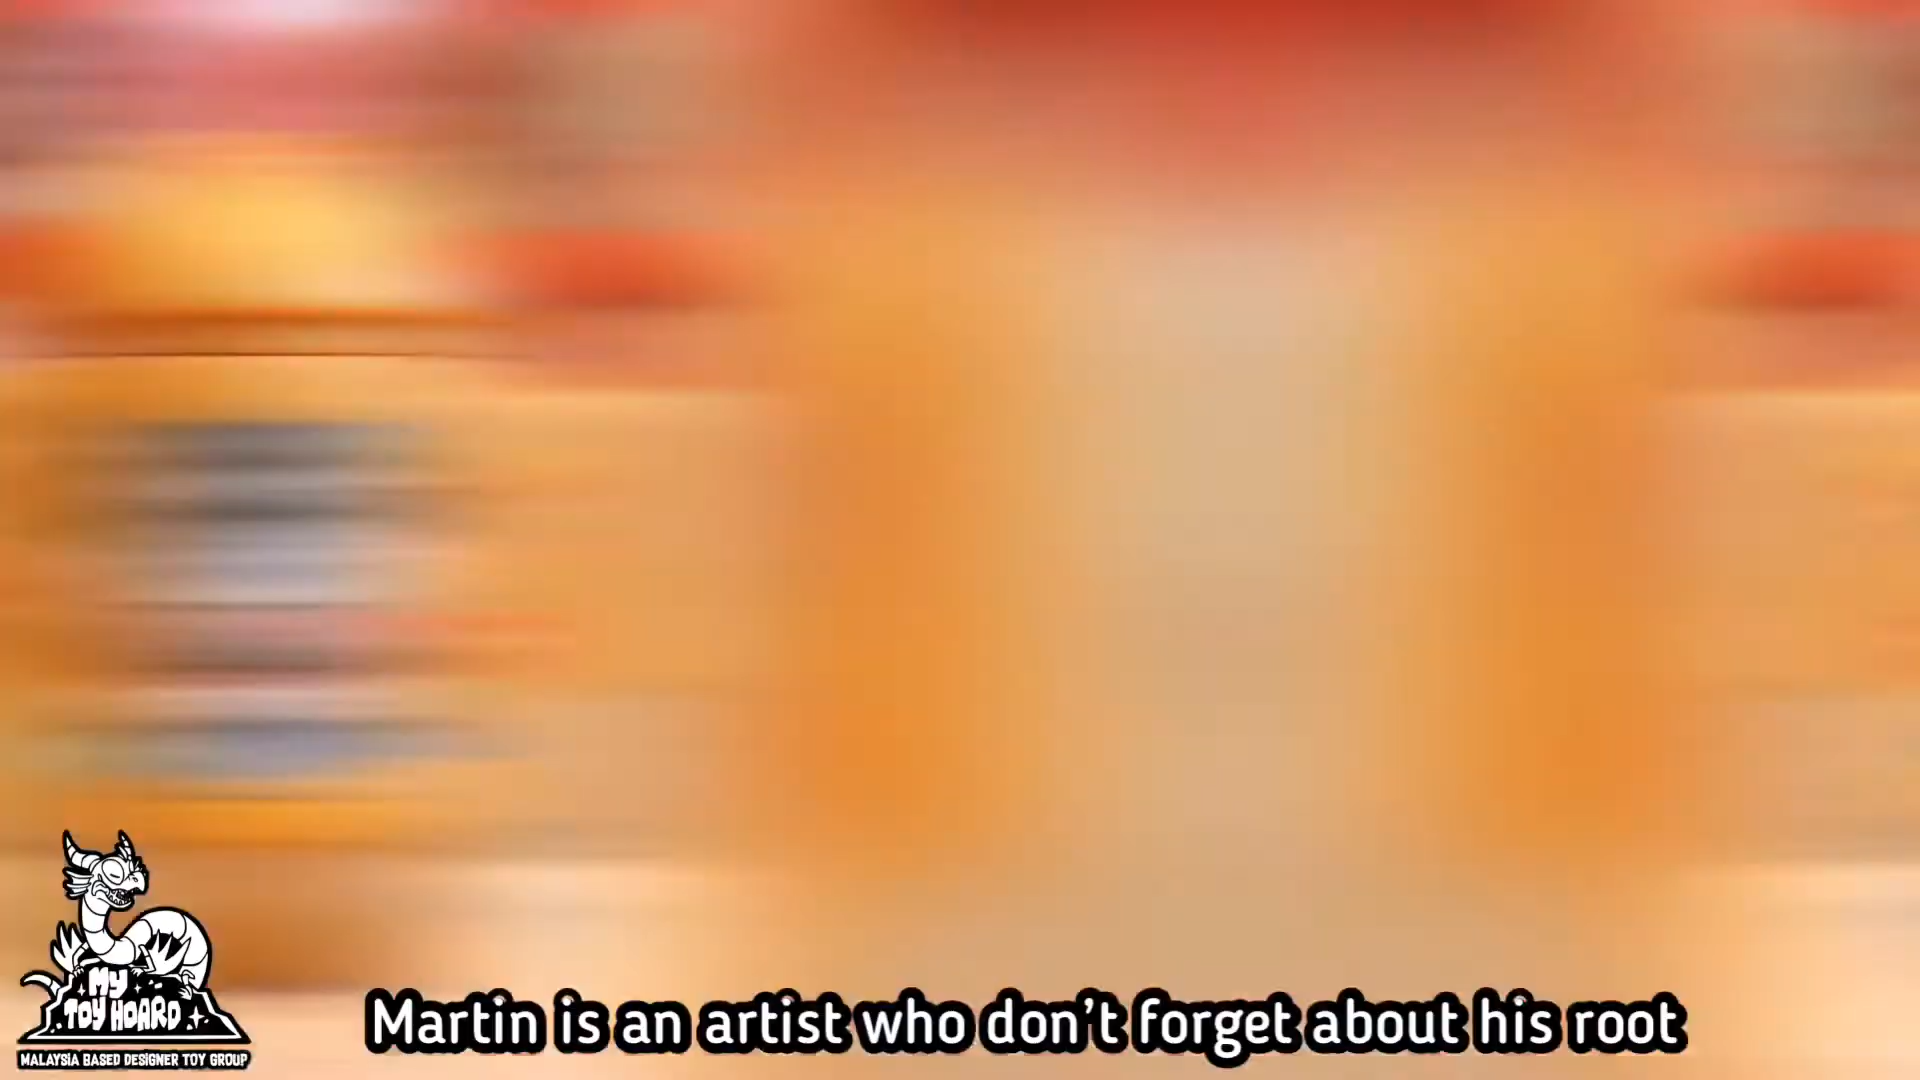 MY
TOY HOARD
MALAYSIA BASED DESIGNER TOY GROUP
Martin is an artist who don't forget about his root